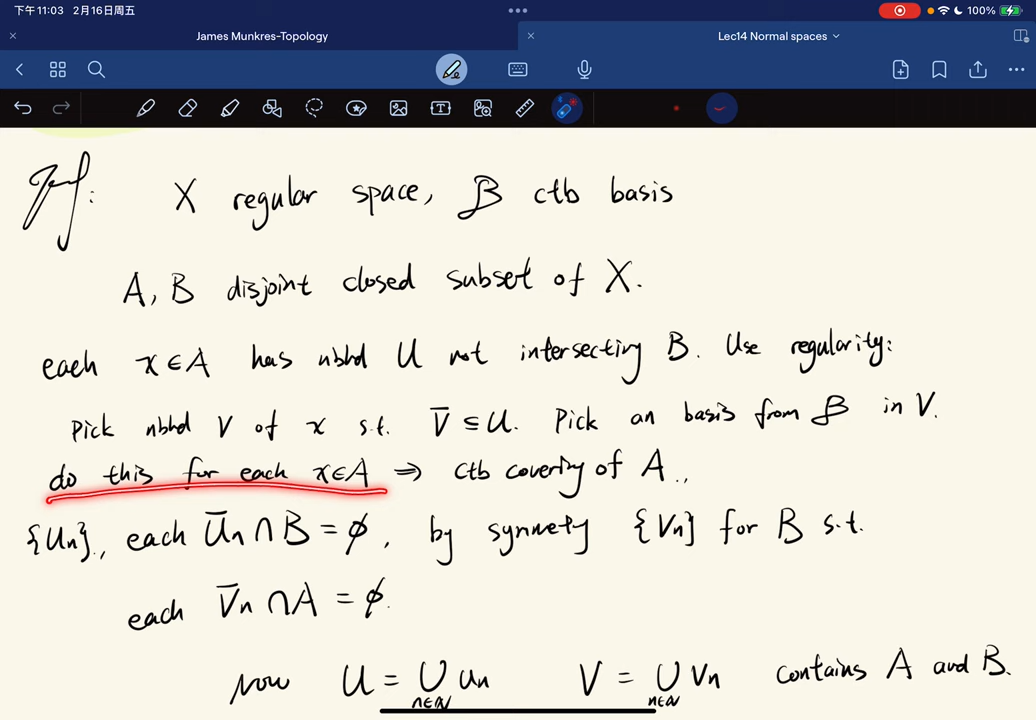 下午11:03 2月16日周五
100%
James Munkres-Topology
Lec14 Normal spaces
Proof: X regular space, B ctb basis
A, B disjoint closed subset of X.
each x ∈ A has nbhd U not intersecting B. Use regularity:
Pick nbhd V of x s.t. V̅ ⊆ U. Pick an basis from B in V.
do this for each x ∈ A ⇒ ctb covering of A.
{Un}, each U̅n ∩ B = ∅, by symmety {Vn} for B s.t.
each V̅n ∩ A = ∅.
now U = ⋃ n∈ℕ Un V = ⋃ n∈ℕ Vn contains A and B.